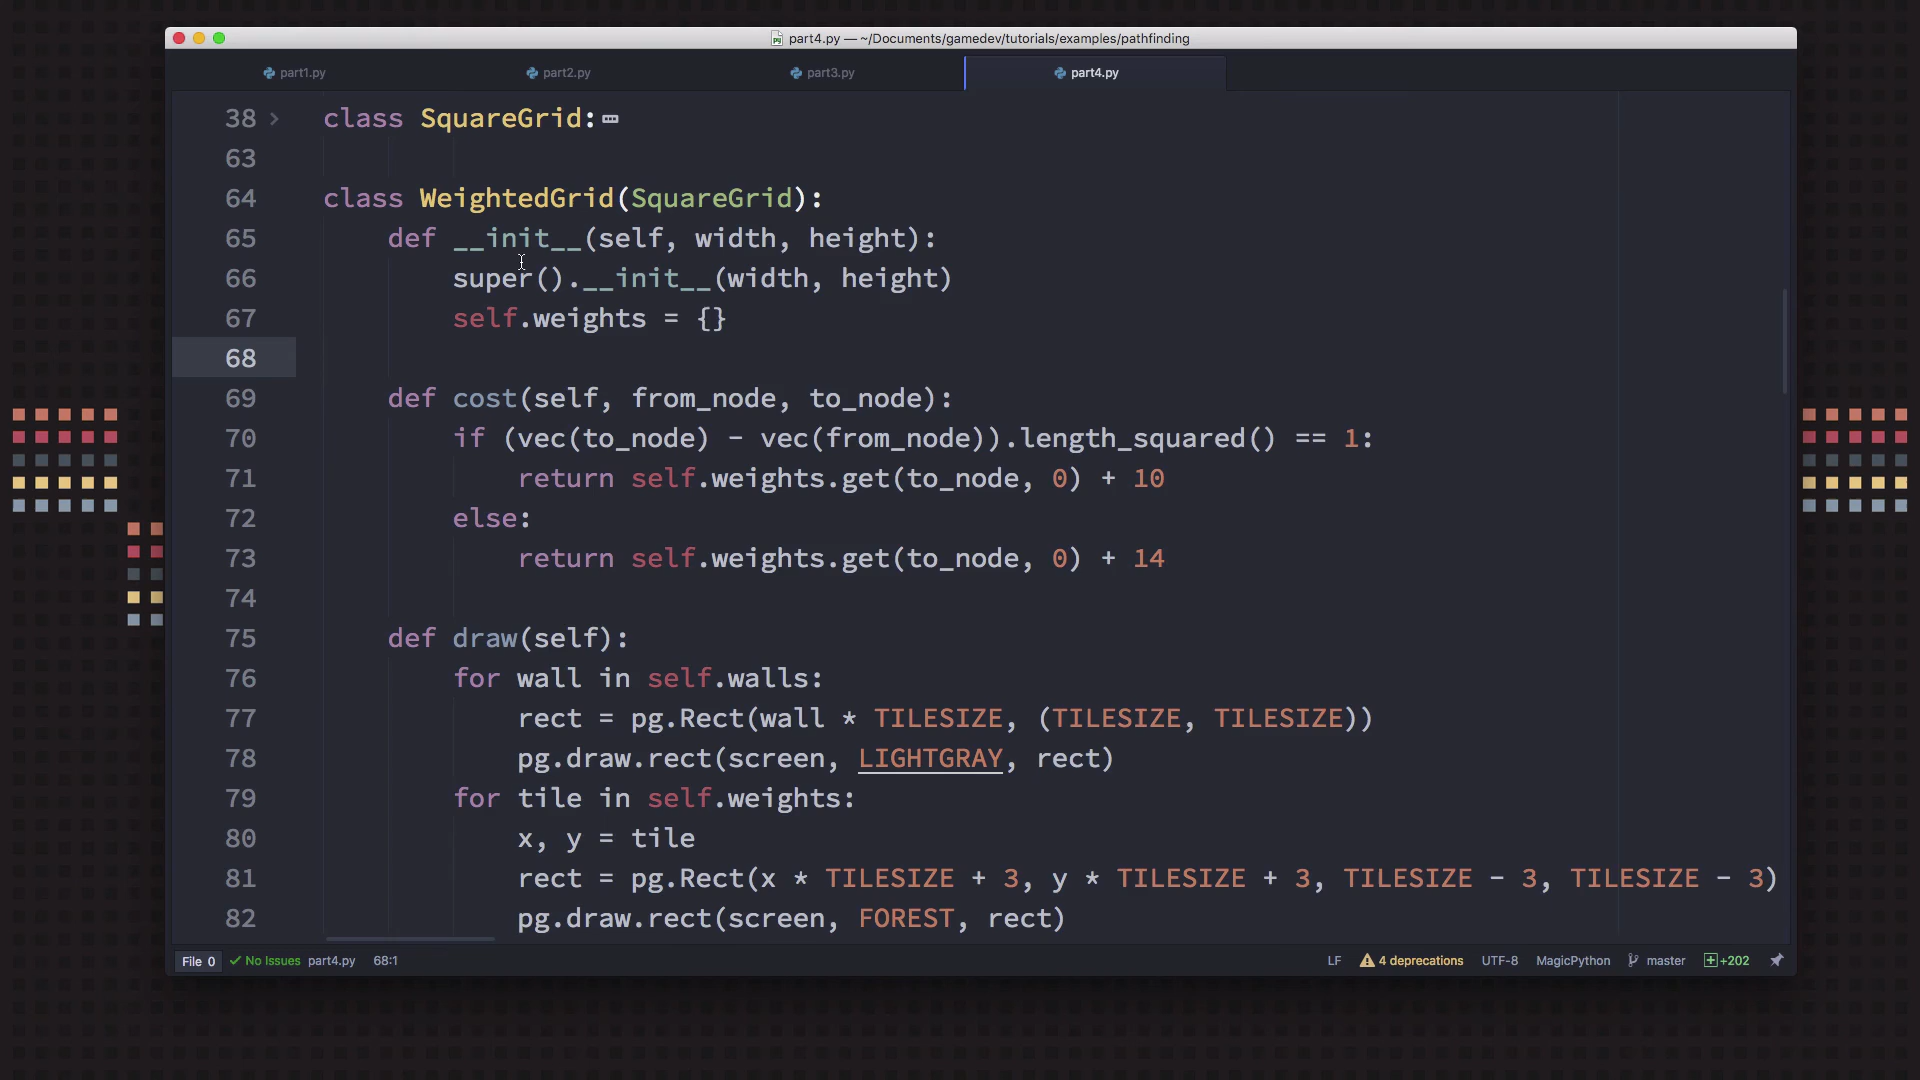 part4.py — ~/Documents/gamedev/tutorials/examples/pathfinding
part1.py
part2.py
part3.py
part4.py
38 class SquareGrid:
63
64 class WeightedGrid(SquareGrid):
65 def __init__(self, width, height):
66 super().__init__(width, height)
67 self.weights = {}
68
69 def cost(self, from_node, to_node):
70 if (vec(to_node) - vec(from_node)).length_squared() == 1:
71 return self.weights.get(to_node, 0) + 10
72 else:
73 return self.weights.get(to_node, 0) + 14
74
75 def draw(self):
76 for wall in self.walls:
77 rect = pg.Rect(wall * TILESIZE, (TILESIZE, TILESIZE))
78 pg.draw.rect(screen, LIGHTGRAY, rect)
79 for tile in self.weights:
80 x, y = tile
81 rect = pg.Rect(x * TILESIZE + 3, y * TILESIZE + 3, TILESIZE - 3, TILESIZE - 3)
82 pg.draw.rect(screen, FOREST, rect)
File 0 No Issues part4.py 68:1 LF 4 deprecations UTF-8 MagicPython master +202